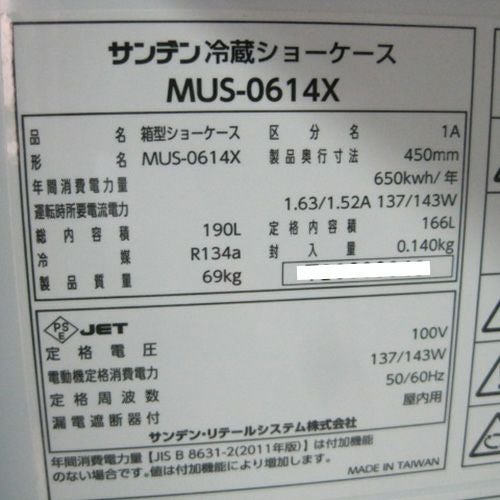 サンデン冷蔵ショーケース
MUS-0614X
品名 箱型ショーケース 区分名 1A
形名 MUS-0614X 製品奥行寸法 450mm
年間消費電力量 650kwh/年
運転時所要電流電力 1.63/1.52A 137/143W
総内容積 190L 定格内容積 166L
冷媒 R134a 封入量 0.140kg
製品質量 69kg
PSE JET
定格電圧 100V
電動機定格消費電力 137/143W
定格周波数 50/60Hz
漏電遮断器付 屋内用
サンデン・リテールシステム株式会社
年間消費電力量【JIS B 8631-2(2011年版)】は付加機能
のない場合です。値は付加機能により増加します。
MADE IN TAIWAN